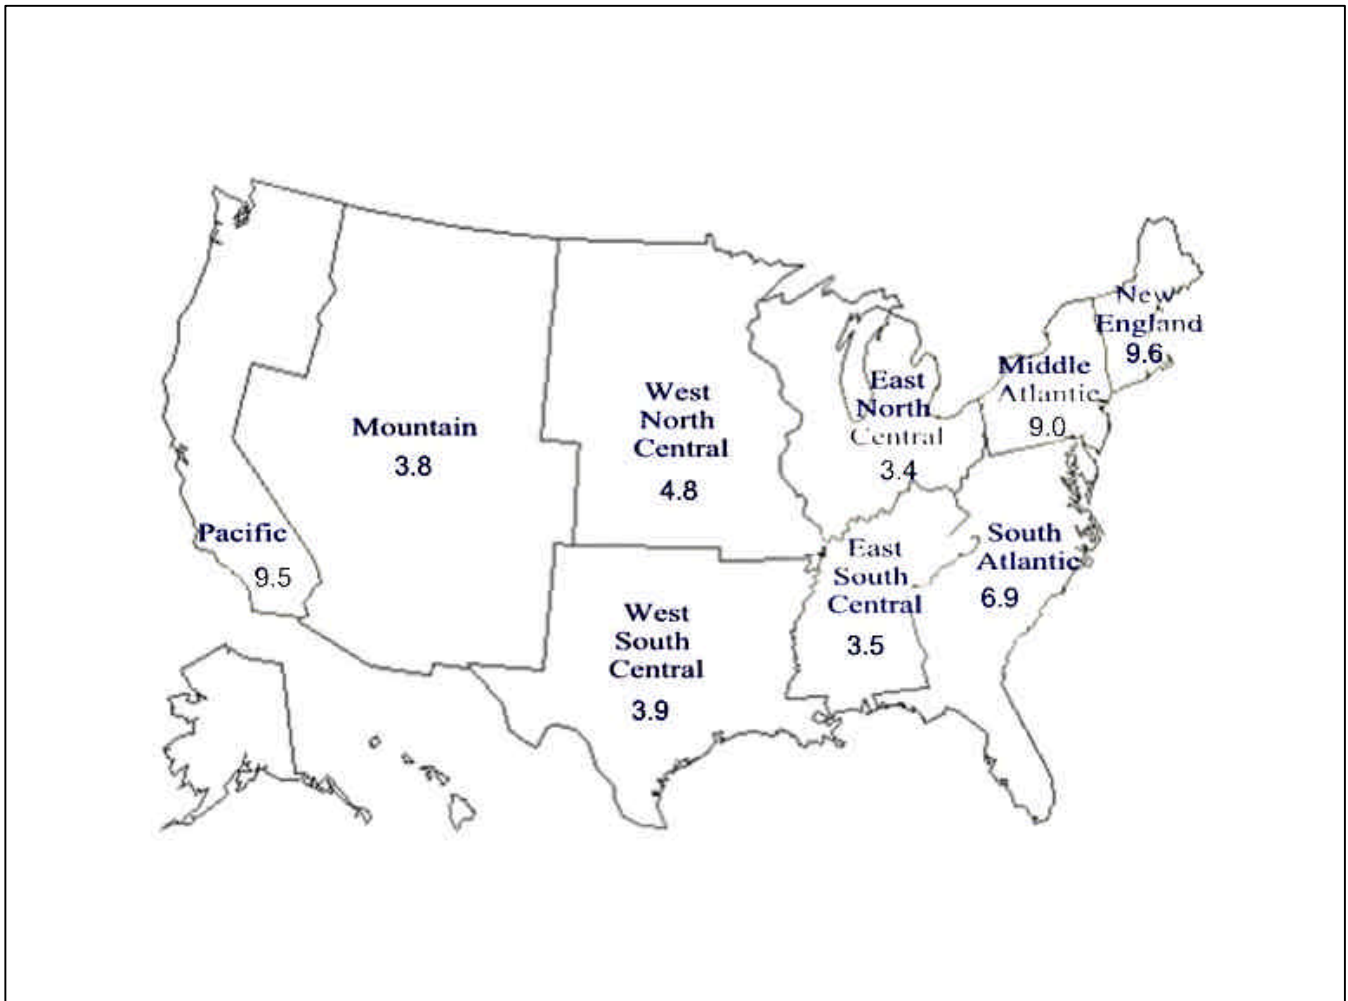 New
England
9.6
Middle
Atlantic
9.0
East
North
Central
3.4
West
North
Central
4.8
Mountain
3.8
Pacific
9.5
South
Atlantic
6.9
East
South
Central
3.5
West
South
Central
3.9